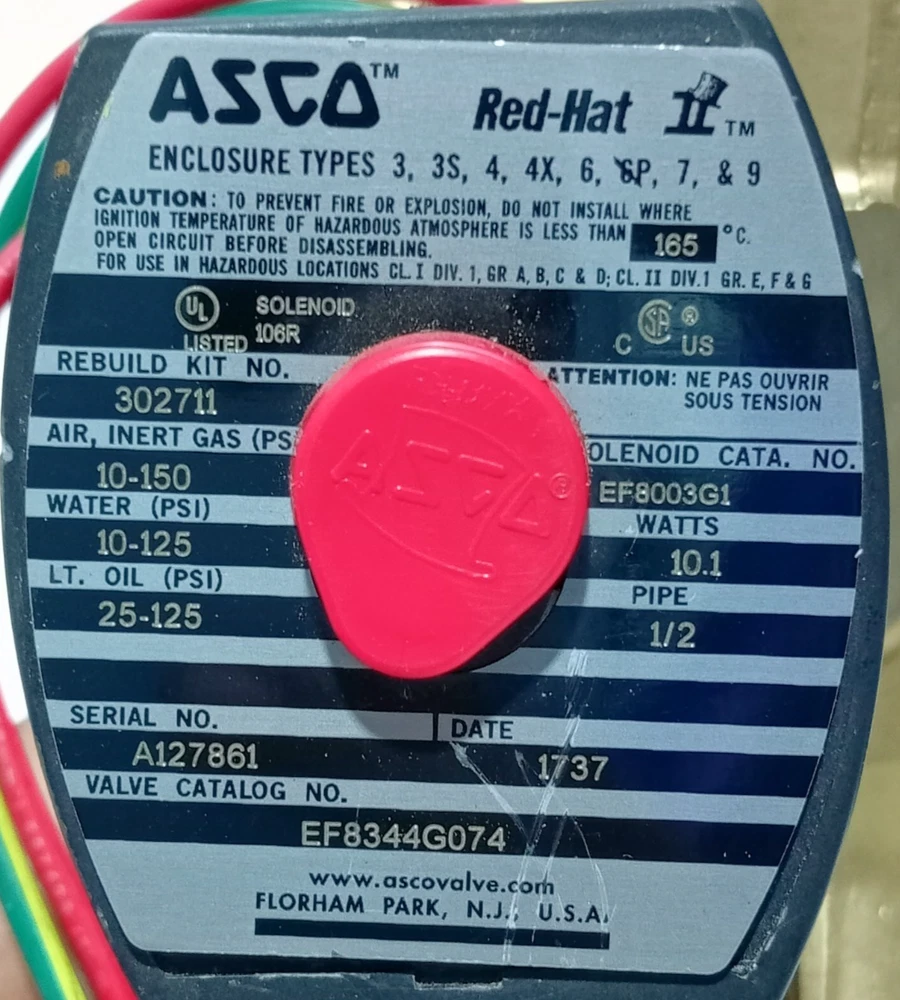 ASCO™
Red-Hat II™
ENCLOSURE TYPES 3, 3S, 4, 4X, 6, 6P, 7, & 9
CAUTION: TO PREVENT FIRE OR EXPLOSION, DO NOT INSTALL WHERE
IGNITION TEMPERATURE OF HAZARDOUS ATMOSPHERE IS LESS THAN 165 °C.
OPEN CIRCUIT BEFORE DISASSEMBLING.
FOR USE IN HAZARDOUS LOCATIONS CL. I DIV. 1, GR A, B, C & D; CL. II DIV.1 GR. E, F & G
UL LISTED
SOLENOID
106R
C SA ® US
REBUILD KIT NO.
302711
ATTENTION: NE PAS OUVRIR
SOUS TENSION
AIR, INERT GAS (PS
10-150
OLENOID CATA. NO.
EF8003G1
WATER (PSI)
10-125
WATTS
10.1
LT. OIL (PSI)
25-125
PIPE
1/2
ASCO®
SERIAL NO.
A127861
DATE
1737
VALVE CATALOG NO.
EF8344G074
www.ascovalve.com
FLORHAM PARK, N.J., U.S.A.